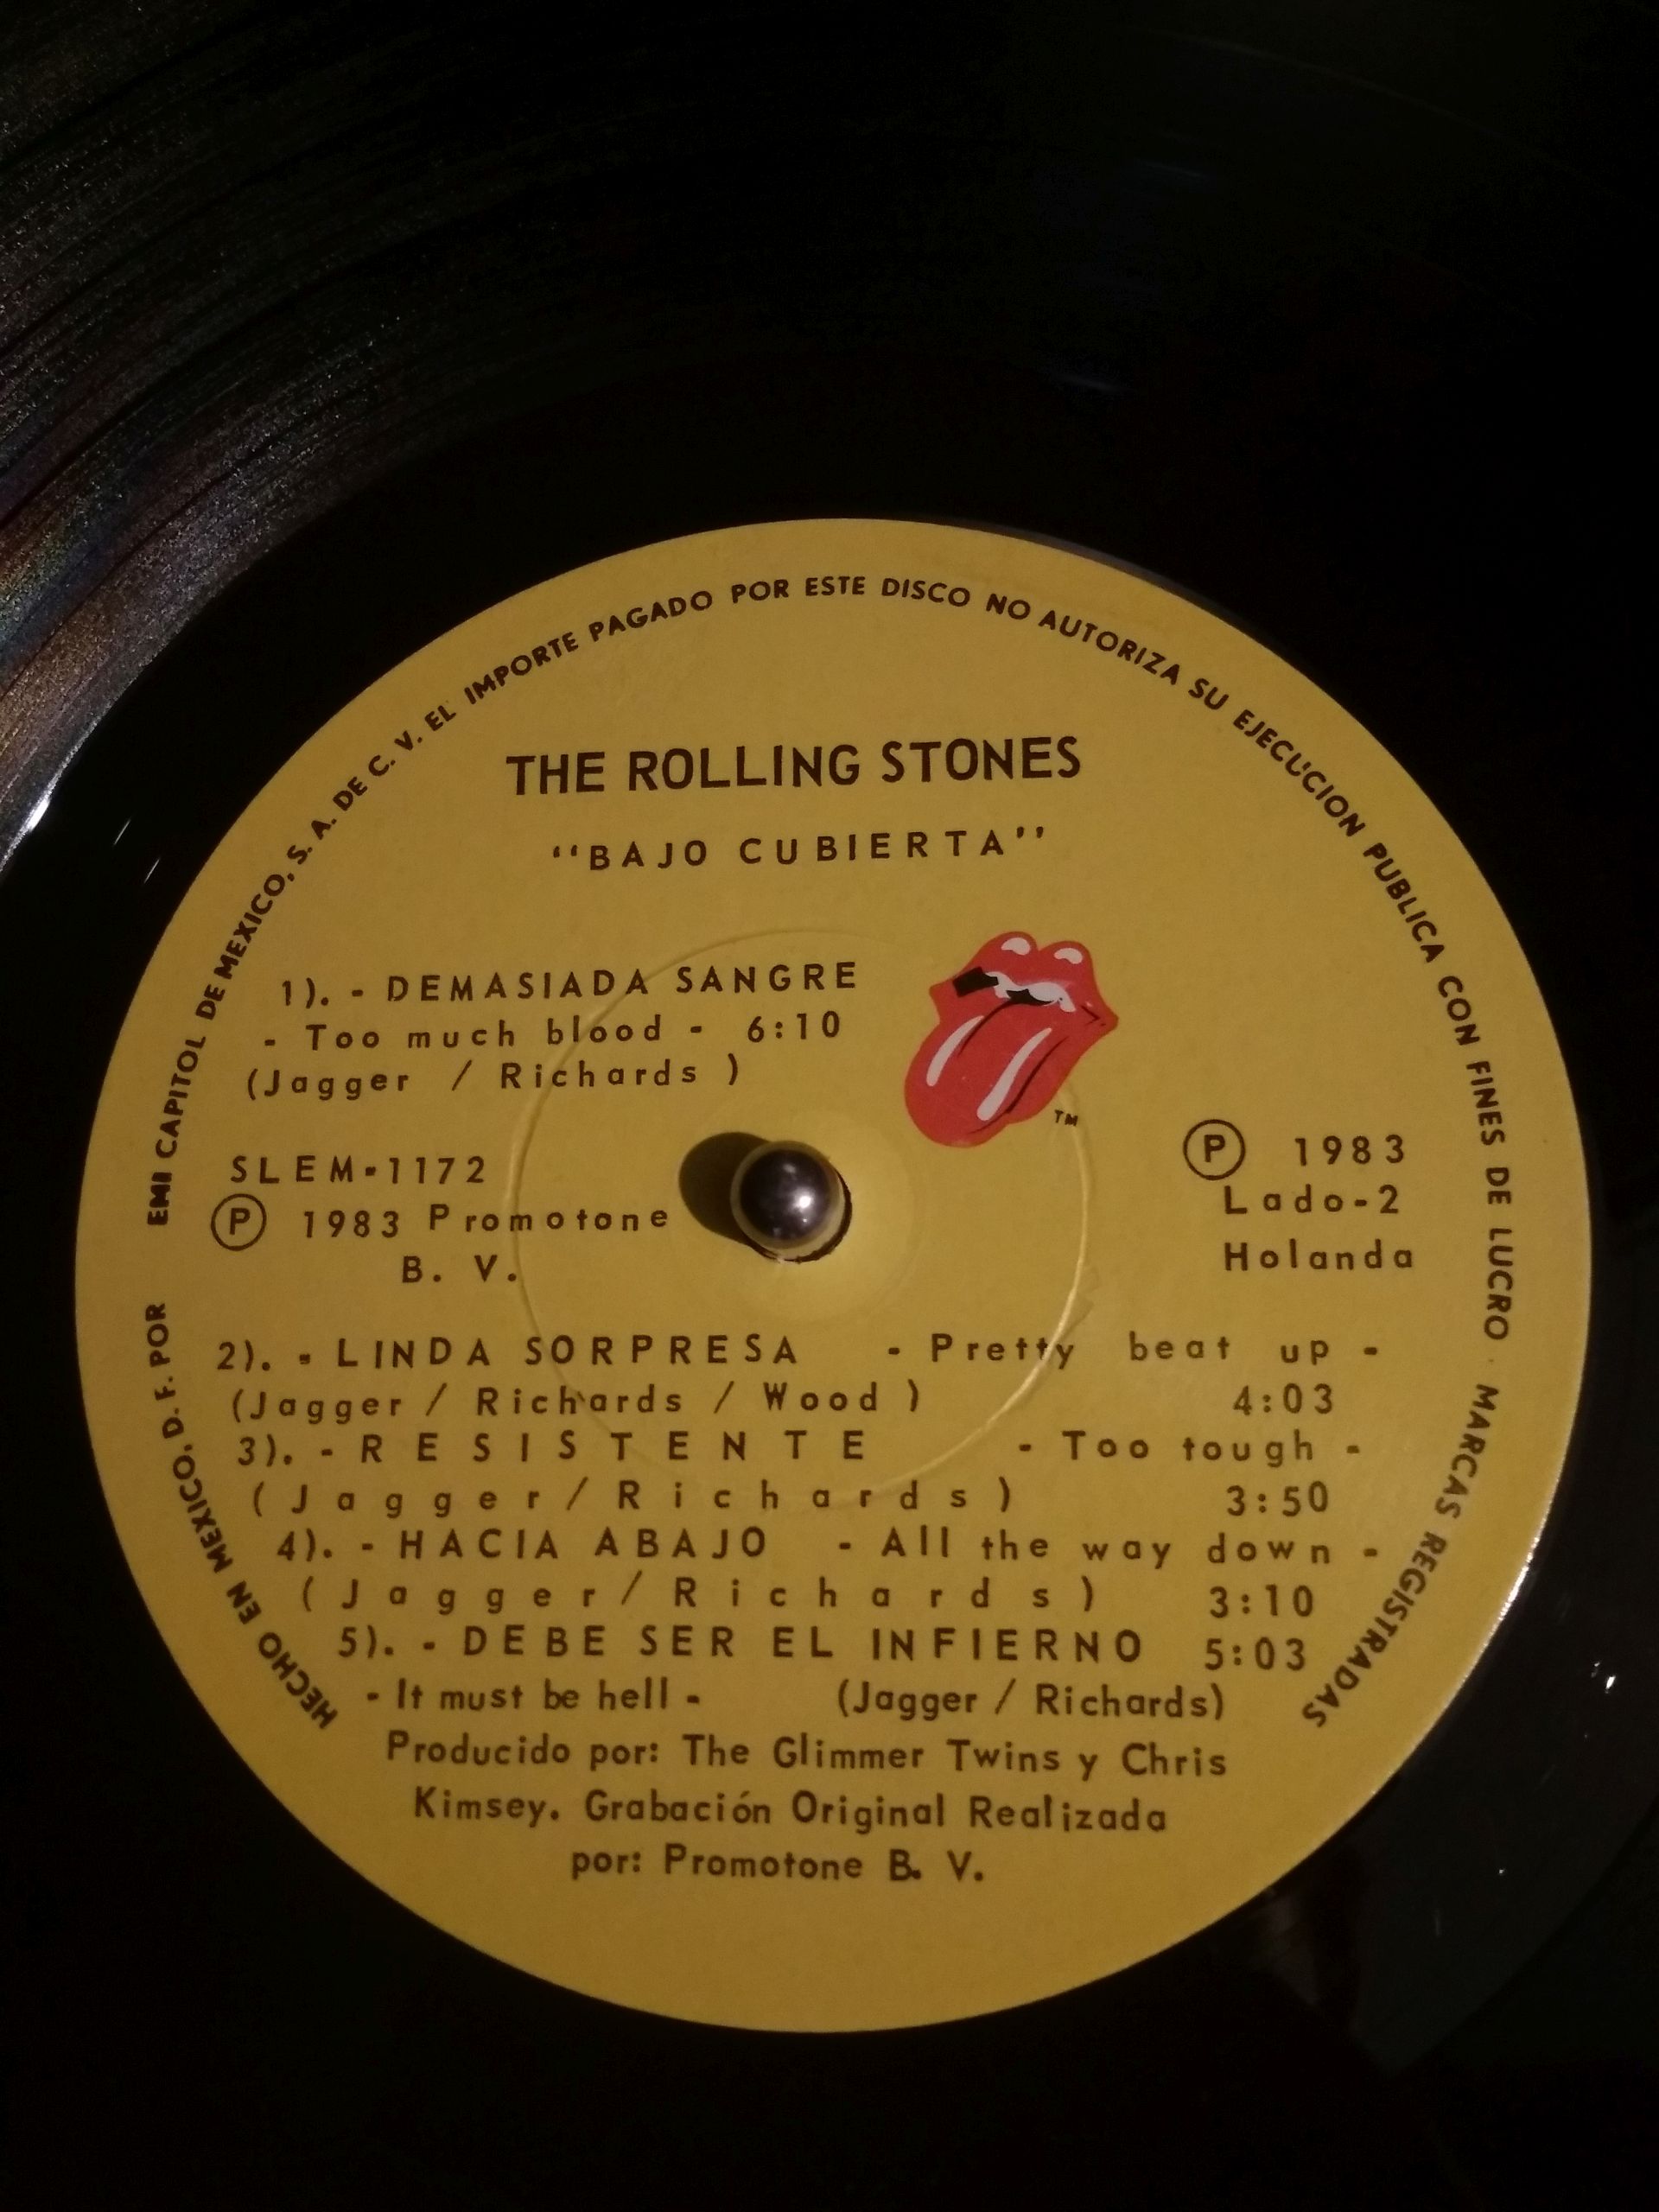 HECHO EN MEXICO, D. F. POR EMI CAPITOL DE MEXICO, S. A. DE C. V. EL IMPORTE PAGADO POR ESTE DISCO NO AUTORIZA SU EJECUCION PUBLICA CON FINES DE LUCRO · MARCAS REGISTRADAS
THE ROLLING STONES
“BAJO CUBIERTA”
1). - DEMASIADA SANGRE
- Too much blood - 6:10
(Jagger / Richards )
TM
SLEM-1172
Ⓟ 1983 Promotone
B. V.
Ⓟ 1983
Lado-2
Holanda
2). - LINDA SORPRESA - Pretty beat up -
(Jagger / Richards / Wood ) 4:03
3). - RESISTENTE - Too tough -
(Jagger/Richards) 3:50
4). - HACIA ABAJO - All the way down -
(Jagger/Richards) 3:10
5). - DEBE SER EL INFIERNO 5:03
- It must be hell - (Jagger / Richards)
Producido por: The Glimmer Twins y Chris
Kimsey. Grabación Original Realizada
por: Promotone B. V.